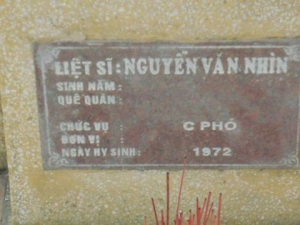 LIỆT SĨ: NGUYỄN VĂN NHÌN
SINH NĂM :
QUÊ QUÁN :
CHỨC VỤ : C PHÓ
ĐƠN VỊ :
NGÀY HY SINH : 1972